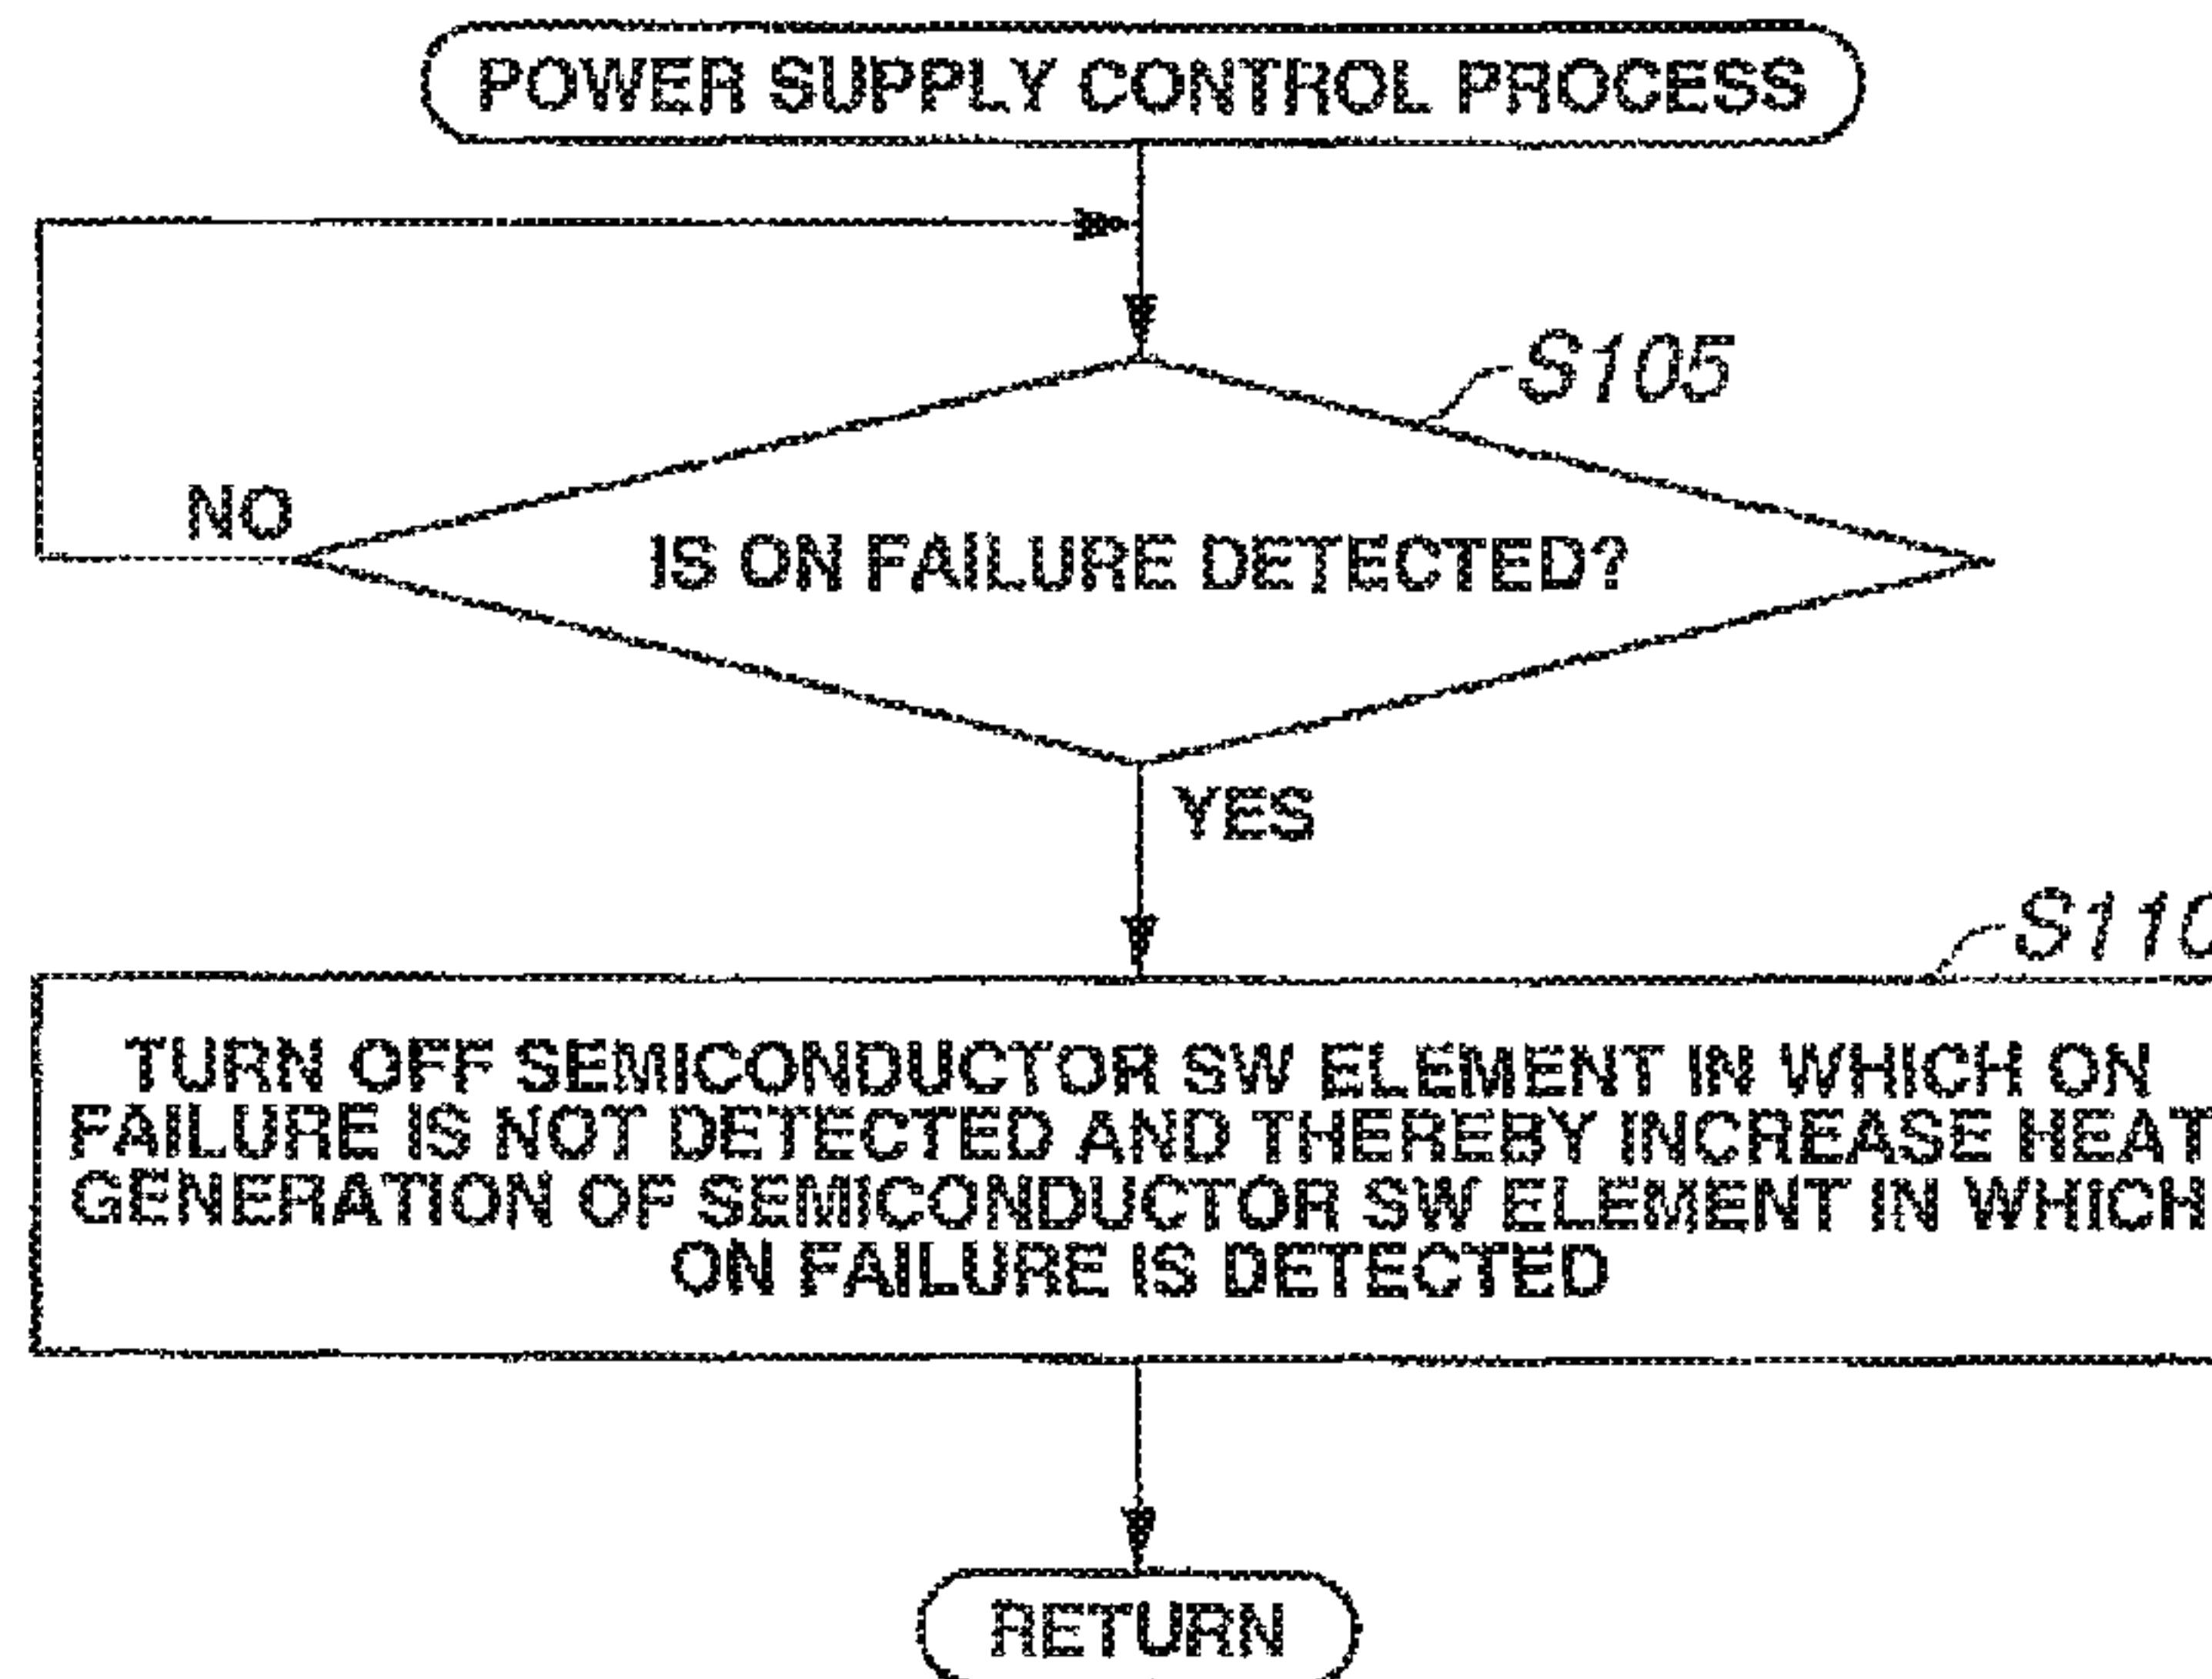 POWER SUPPLY CONTROL PROCESS
S105
NO
IS ON FAILURE DETECTED?
YES
S110
TURN OFF SEMICONDUCTOR SW ELEMENT IN WHICH ON
FAILURE IS NOT DETECTED AND THEREBY INCREASE HEAT
GENERATION OF SEMICONDUCTOR SW ELEMENT IN WHICH
ON FAILURE IS DETECTED
RETURN